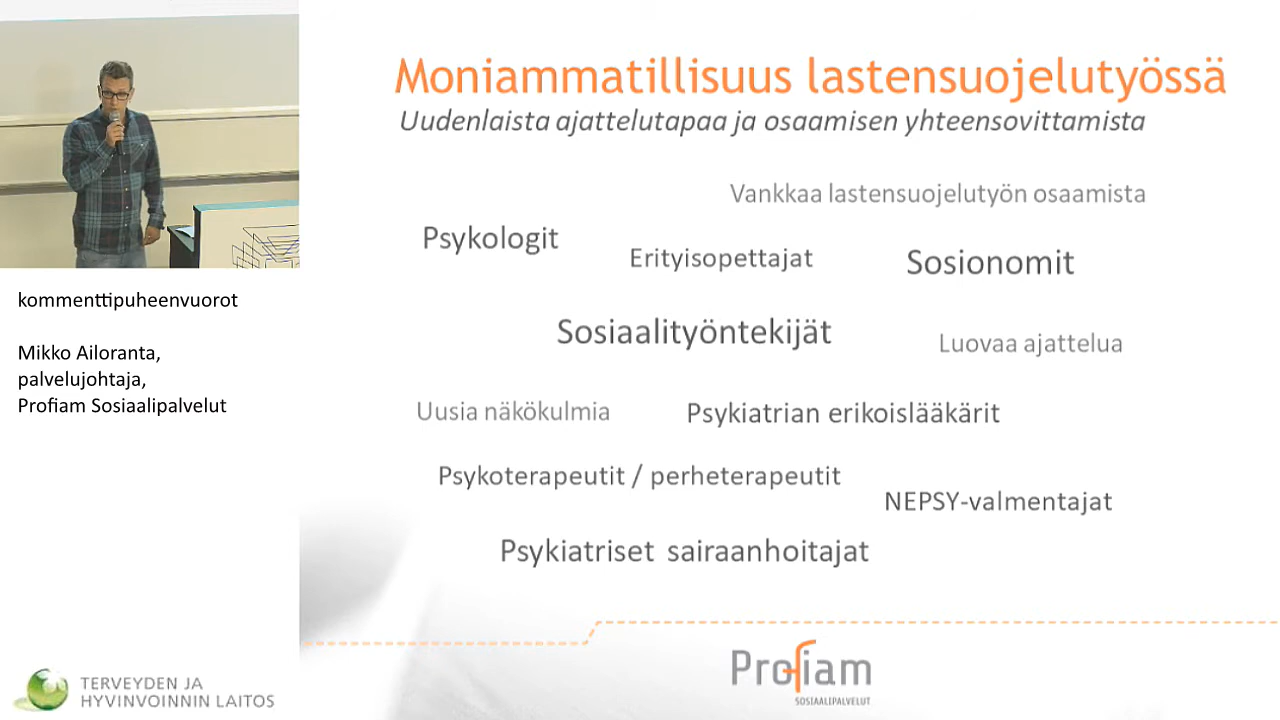 Moniammatillisuus lastensuojelutyössä
Uudenlaista ajattelutapaa ja osaamisen yhteensovittamista
Vankkaa lastensuojelutyön osaamista
Psykologit
Erityisopettajat
Sosionomit
Sosiaalityöntekijät
Luovaa ajattelua
Uusia näkökulmia
Psykiatrian erikoislääkärit
Psykoterapeutit / perheterapeutit
NEPSY-valmentajat
Psykiatriset sairaanhoitajat
Profiam
SOSIAALIPALVELUT
kommenttipuheenvuorot
Mikko Ailoranta,
palvelujohtaja,
Profiam Sosiaalipalvelut
TERVEYDEN JA
HYVINVOINNIN LAITOS